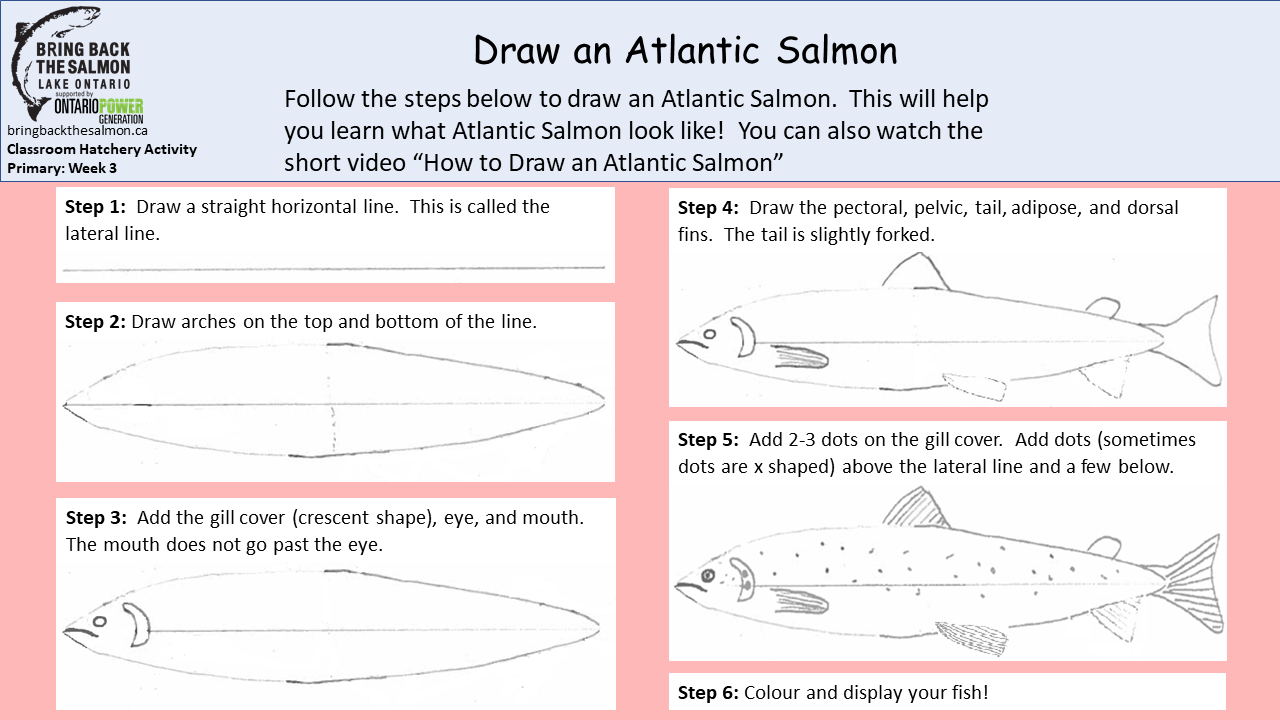 BRING BACK
THE SALMON
LAKE ONTARIO
supported by
ONTARIOPOWER
GENERATION
bringbackthesalmon.ca
Classroom Hatchery Activity
Primary: Week 3
Draw an Atlantic Salmon
Follow the steps below to draw an Atlantic Salmon.  This will help
you learn what Atlantic Salmon look like!  You can also watch the
short video “How to Draw an Atlantic Salmon”
Step 1:  Draw a straight horizontal line.  This is called the
lateral line.
Step 2: Draw arches on the top and bottom of the line.
Step 3:  Add the gill cover (crescent shape), eye, and mouth.
The mouth does not go past the eye.
Step 4:  Draw the pectoral, pelvic, tail, adipose, and dorsal
fins.  The tail is slightly forked.
Step 5:  Add 2-3 dots on the gill cover.  Add dots (sometimes
dots are x shaped) above the lateral line and a few below.
Step 6: Colour and display your fish!